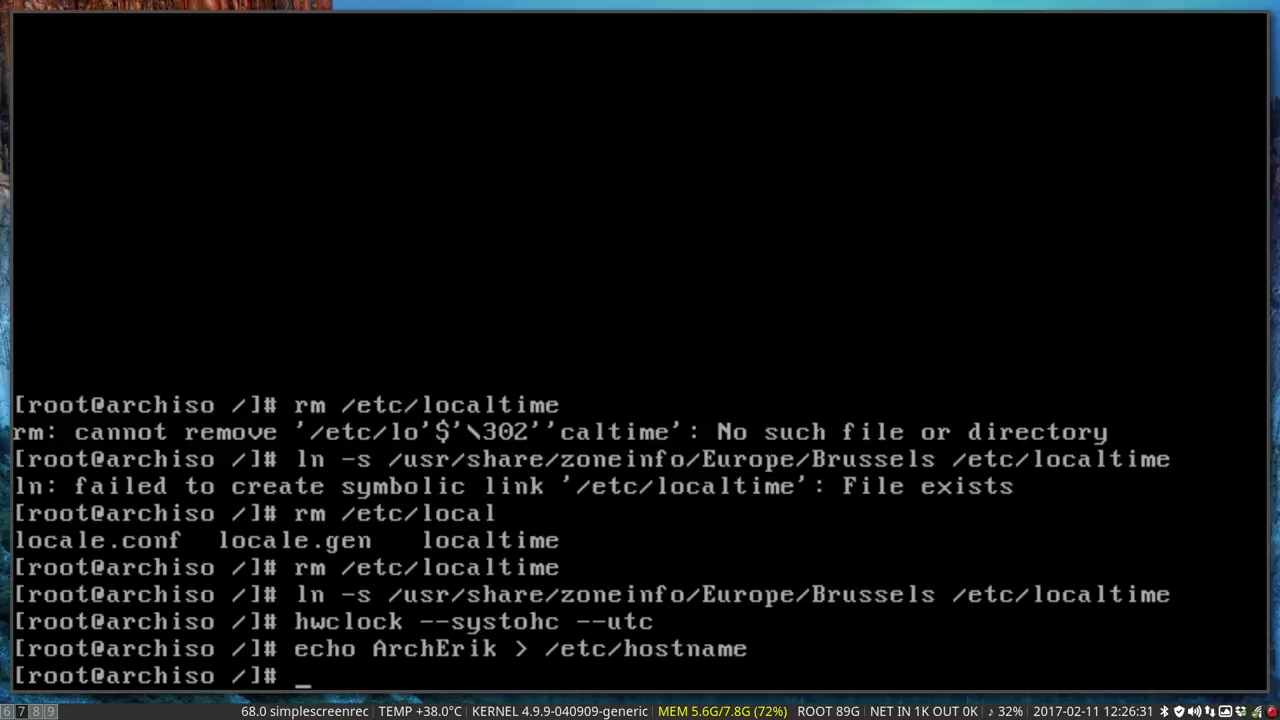 [root@archiso /]# rm /etc/localtime
rm: cannot remove '/etc/lo'$'\302''caltime': No such file or directory
[root@archiso /]# ln -s /usr/share/zoneinfo/Europe/Brussels /etc/localtime
ln: failed to create symbolic link '/etc/localtime': File exists
[root@archiso /]# rm /etc/local
locale.conf  locale.gen   localtime
[root@archiso /]# rm /etc/localtime
[root@archiso /]# ln -s /usr/share/zoneinfo/Europe/Brussels /etc/localtime
[root@archiso /]# hwclock --systohc --utc
[root@archiso /]# echo ArchErik > /etc/hostname
[root@archiso /]# _
6 7 8 9 68.0 simplescreenrec | TEMP +38.0°C | KERNEL 4.9.9-040909-generic | MEM 5.6G/7.8G (72%) | ROOT 89G | NET IN 1K OUT 0K | ♪ 32% | 2017-02-11 12:26:31